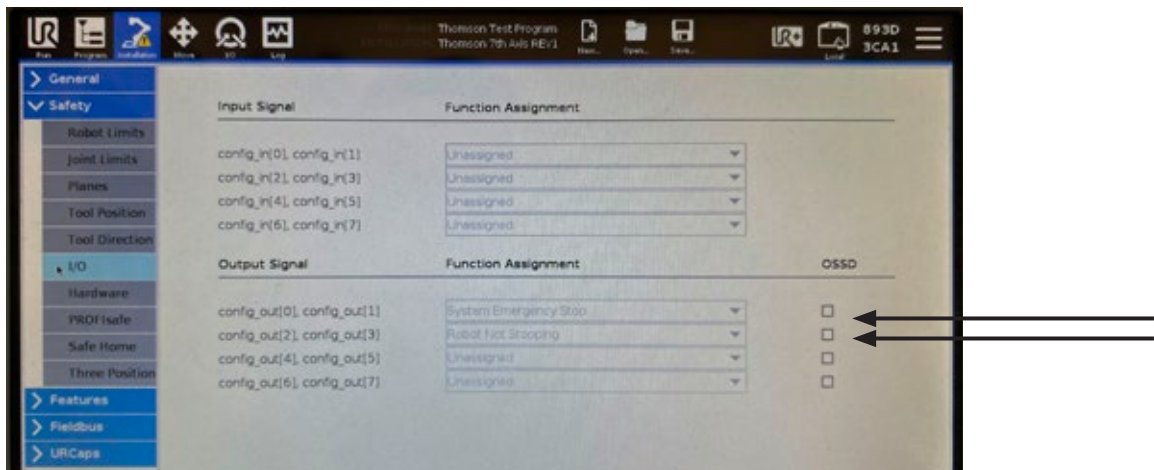 UR
Run Program Installation Move I/O Log
Thomson Test Program
Thomson 7th Axis REV1
New... Open... Save...
R+
Local
893D
3CA1
General
Safety
Robot Limits
Joint Limits
Planes
Tool Position
Tool Direction
I/O
Hardware
PROFIsafe
Safe Home
Three Position
Features
Fieldbus
URCaps
Input Signal Function Assignment
config_in[0], config_in[1] Unassigned
config_in[2], config_in[3] Unassigned
config_in[4], config_in[5] Unassigned
config_in[6], config_in[7] Unassigned
Output Signal Function Assignment OSSD
config_out[0], config_out[1] System Emergency Stop
config_out[2], config_out[3] Robot Not Stopping
config_out[4], config_out[5] Unassigned
config_out[6], config_out[7] Unassigned